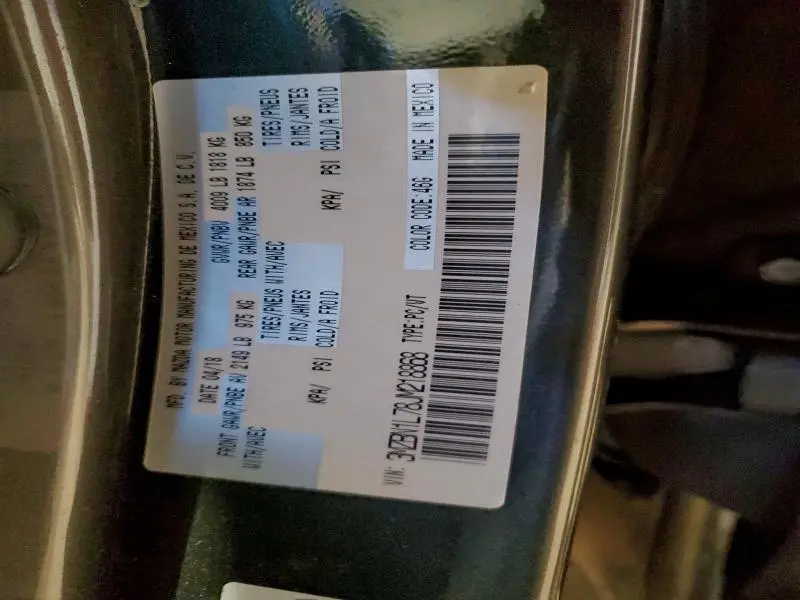 MFD. BY MAZDA MOTOR MANUFACTURING DE MEXICO S.A. DE C.V.
DATE 04/18 GVWR/PNBV 4009 LB 1818 KG
FRONT GAWR/PNBE AV 2149 LB 975 KG REAR GAWR/PNBE AR 1874 LB 850 KG
WITH/AVEC TIRES/PNEUS WITH/AVEC TIRES/PNEUS
RIMS/JANTES RIMS/JANTES
KPA/ PSI COLD/A FROID KPA/ PSI COLD/A FROID
VIN: 3MZBN1L78JM218868 TYPE:PC/VT COLOR CODE:46G MADE IN MEXICO